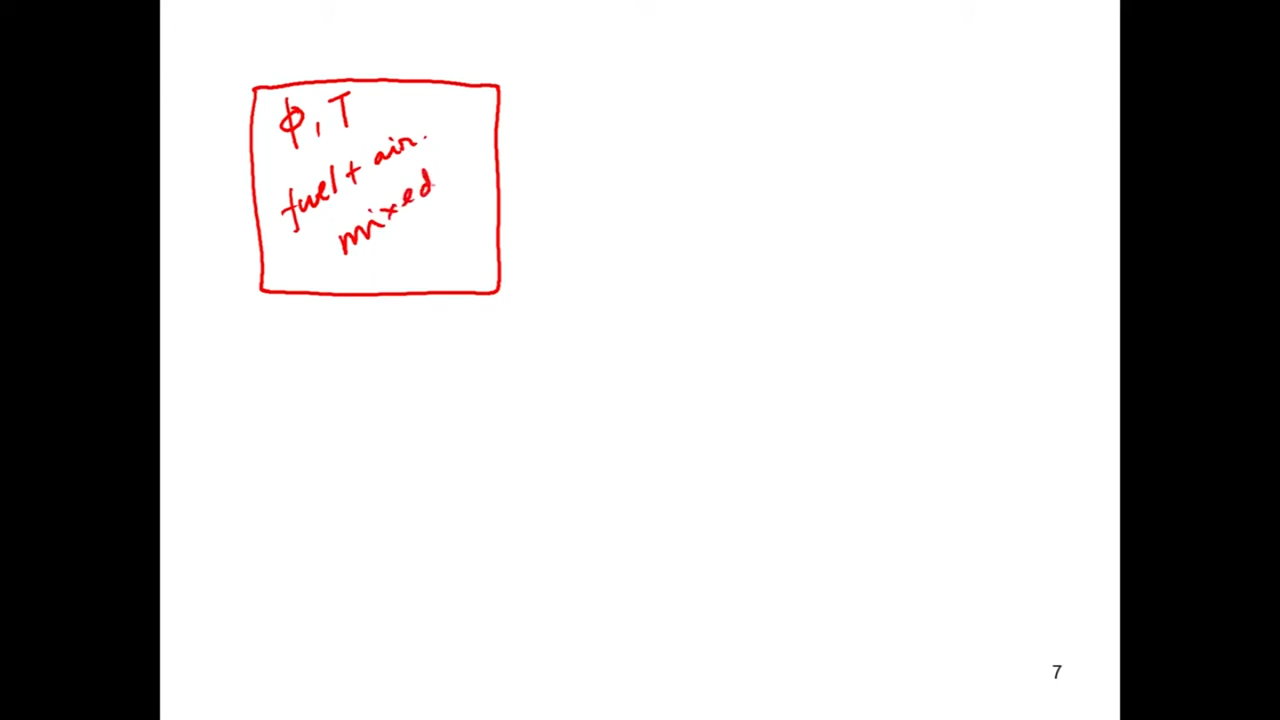 ϕ, T
fuel + air.
mixed
7